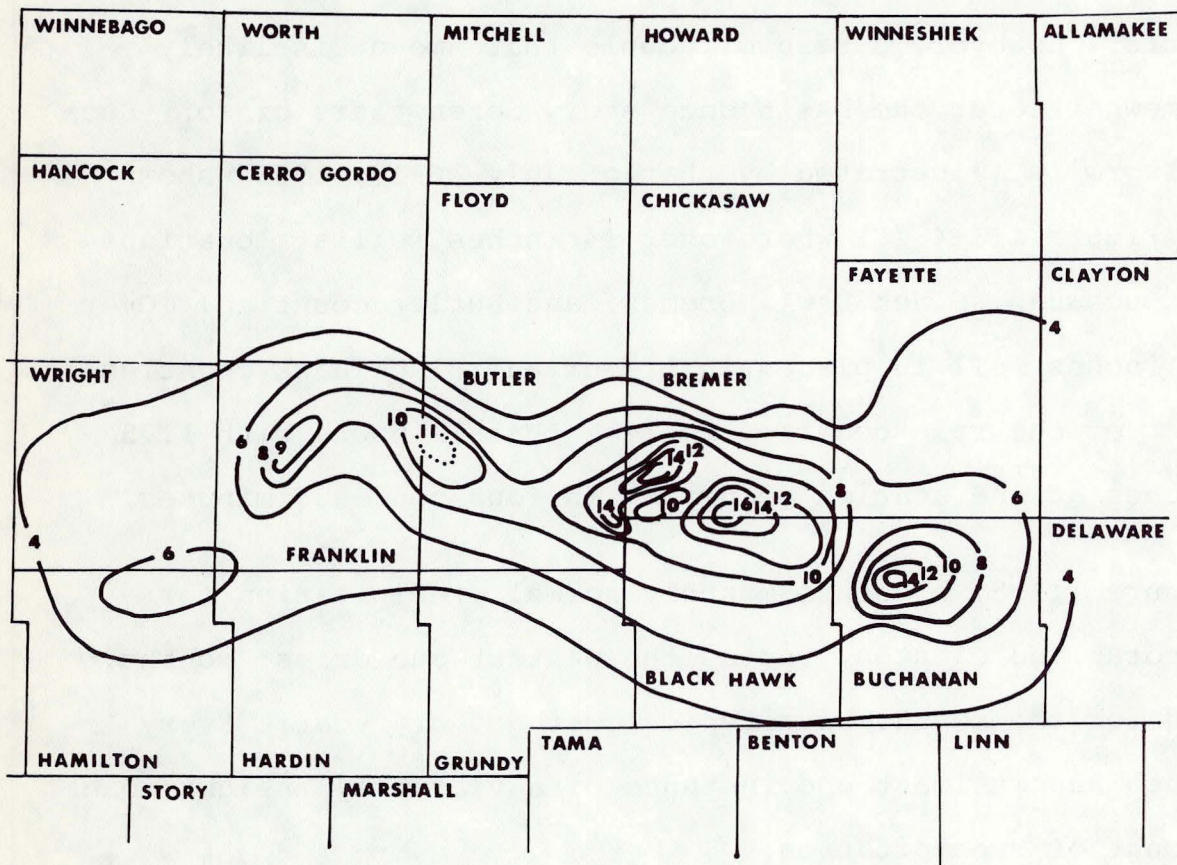 WINNEBAGO WORTH MITCHELL HOWARD WINNESHIEK ALLAMAKEE
HANCOCK CERRO GORDO
FLOYD CHICKASAW
FAYETTE CLAYTON
4
WRIGHT BUTLER BREMER
10 11
6 8 9
14 12
14 10 16 14 12 8 6
DELAWARE
4 6 FRANKLIN
10 14 12 10 8 4
BLACK HAWK BUCHANAN
TAMA BENTON LINN
HAMILTON HARDIN GRUNDY
STORY MARSHALL